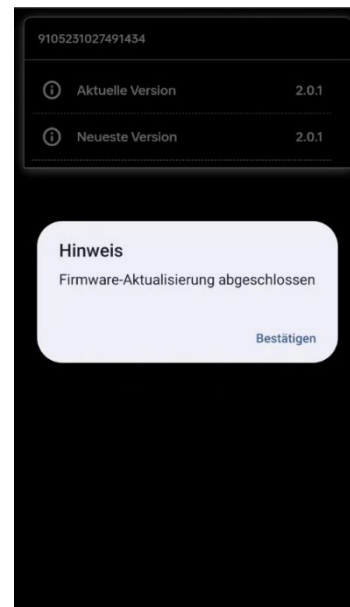 9105231027491434
Aktuelle Version 2.0.1
Neueste Version 2.0.1
Hinweis
Firmware-Aktualisierung abgeschlossen
Bestätigen